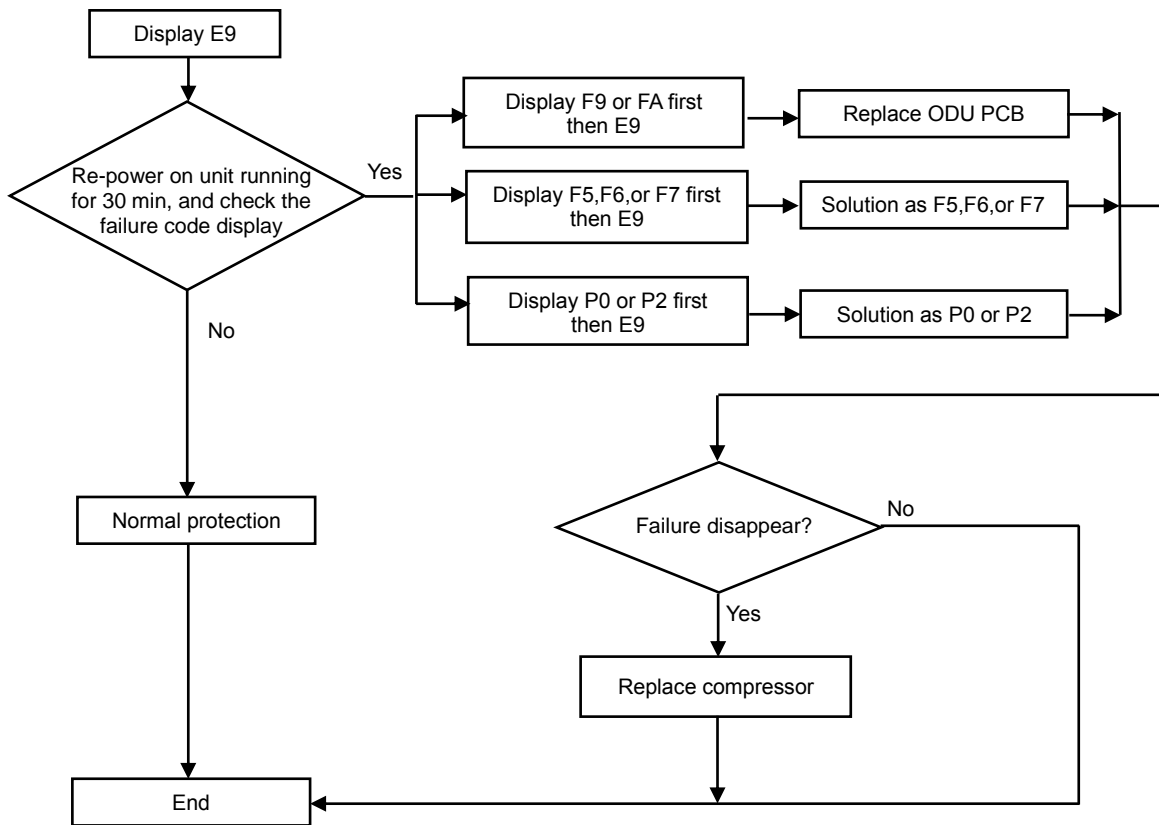 Display E9
Re-power on unit running
for 30 min, and check the
failure code display
Yes
No
Display F9 or FA first
then E9
Replace ODU PCB
Display F5,F6,or F7 first
then E9
Solution as F5,F6,or F7
Display P0 or P2 first
then E9
Solution as P0 or P2
Normal protection
Failure disappear?
No
Yes
Replace compressor
End